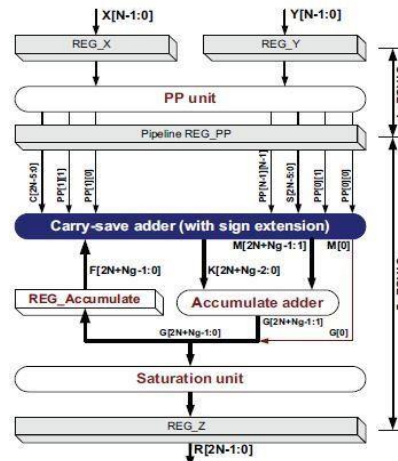 X[N-1:0]
Y[N-1:0]
REG_X
REG_Y
PP unit
Pipeline REG_PP
C[2N-5:0]
PP[1][1]
PP[1][0]
PP[N-1][N-1]
S[2N-5:0]
PP[0][1]
PP[0][0]
Carry-save adder (with sign extension)
M[2N+Ng-1:1]
M[0]
F[2N+Ng-1:0]
K[2N+Ng-2:0]
REG_Accumulate
Accumulate adder
G[2N+Ng-1:0]
G[2N+Ng-1:1]
G[0]
Saturation unit
REG_Z
R[2N-1:0]